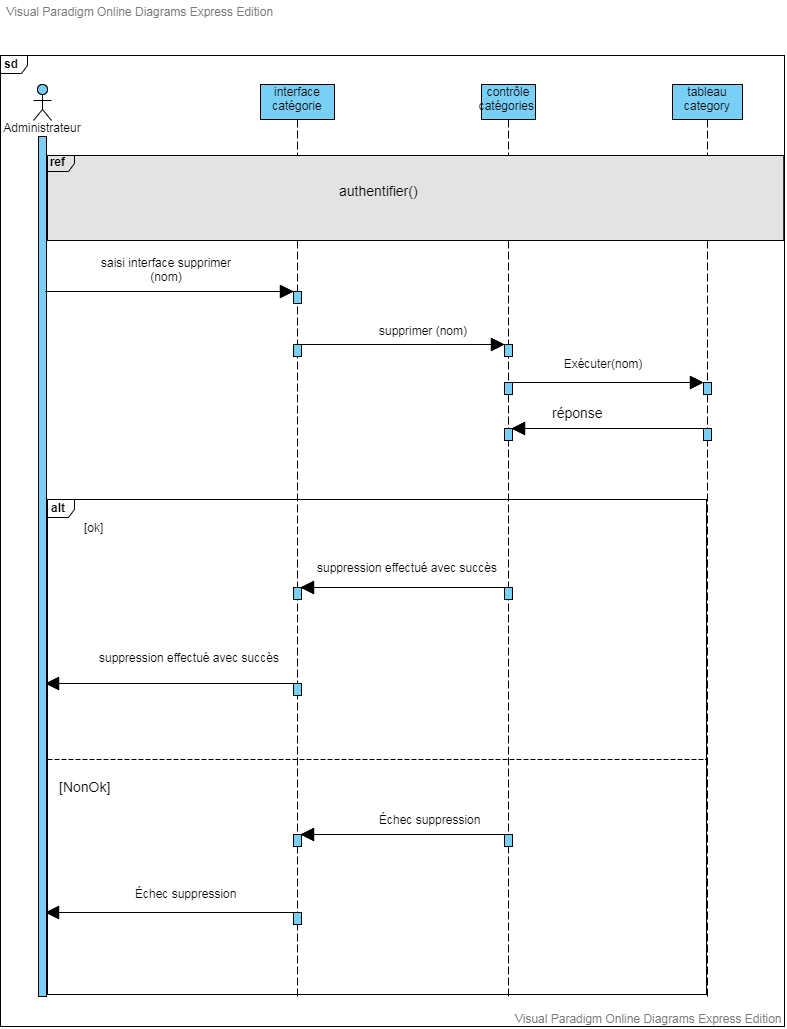 Visual Paradigm Online Diagrams Express Edition
sd
Administrateur
interface
catégorie
contrôle
catégories
tableau
category
ref
authentifier()
saisi interface supprimer
(nom)
supprimer (nom)
Exécuter(nom)
réponse
alt
[ok]
suppression effectué avec succès
suppression effectué avec succès
[NonOk]
Échec suppression
Échec suppression
Visual Paradigm Online Diagrams Express Edition